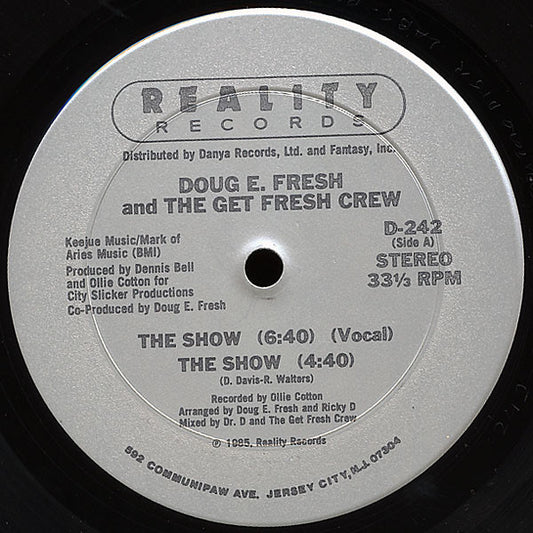 REALITY
RECORDS
Distributed by Danya Records, Ltd. and Fantasy, Inc.
DOUG E. FRESH
and THE GET FRESH CREW
Keejue Music/Mark of
Aries Music (BMI)
Produced by Dennis Bell
and Ollie Cotton for
City Slicker Productions
Co-Produced by Doug E. Fresh
D-242
(Side A)
STEREO
33⅓ RPM
THE SHOW (6:40) (Vocal)
THE SHOW (4:40)
(D. Davis-R. Walters)
Recorded by Ollie Cotton
Arranged by Doug E. Fresh and Ricky D
Mixed by Dr. D and The Get Fresh Crew
℗ 1985, Reality Records
592 COMMUNIPAW AVE. JERSEY CITY, N.J. 07304